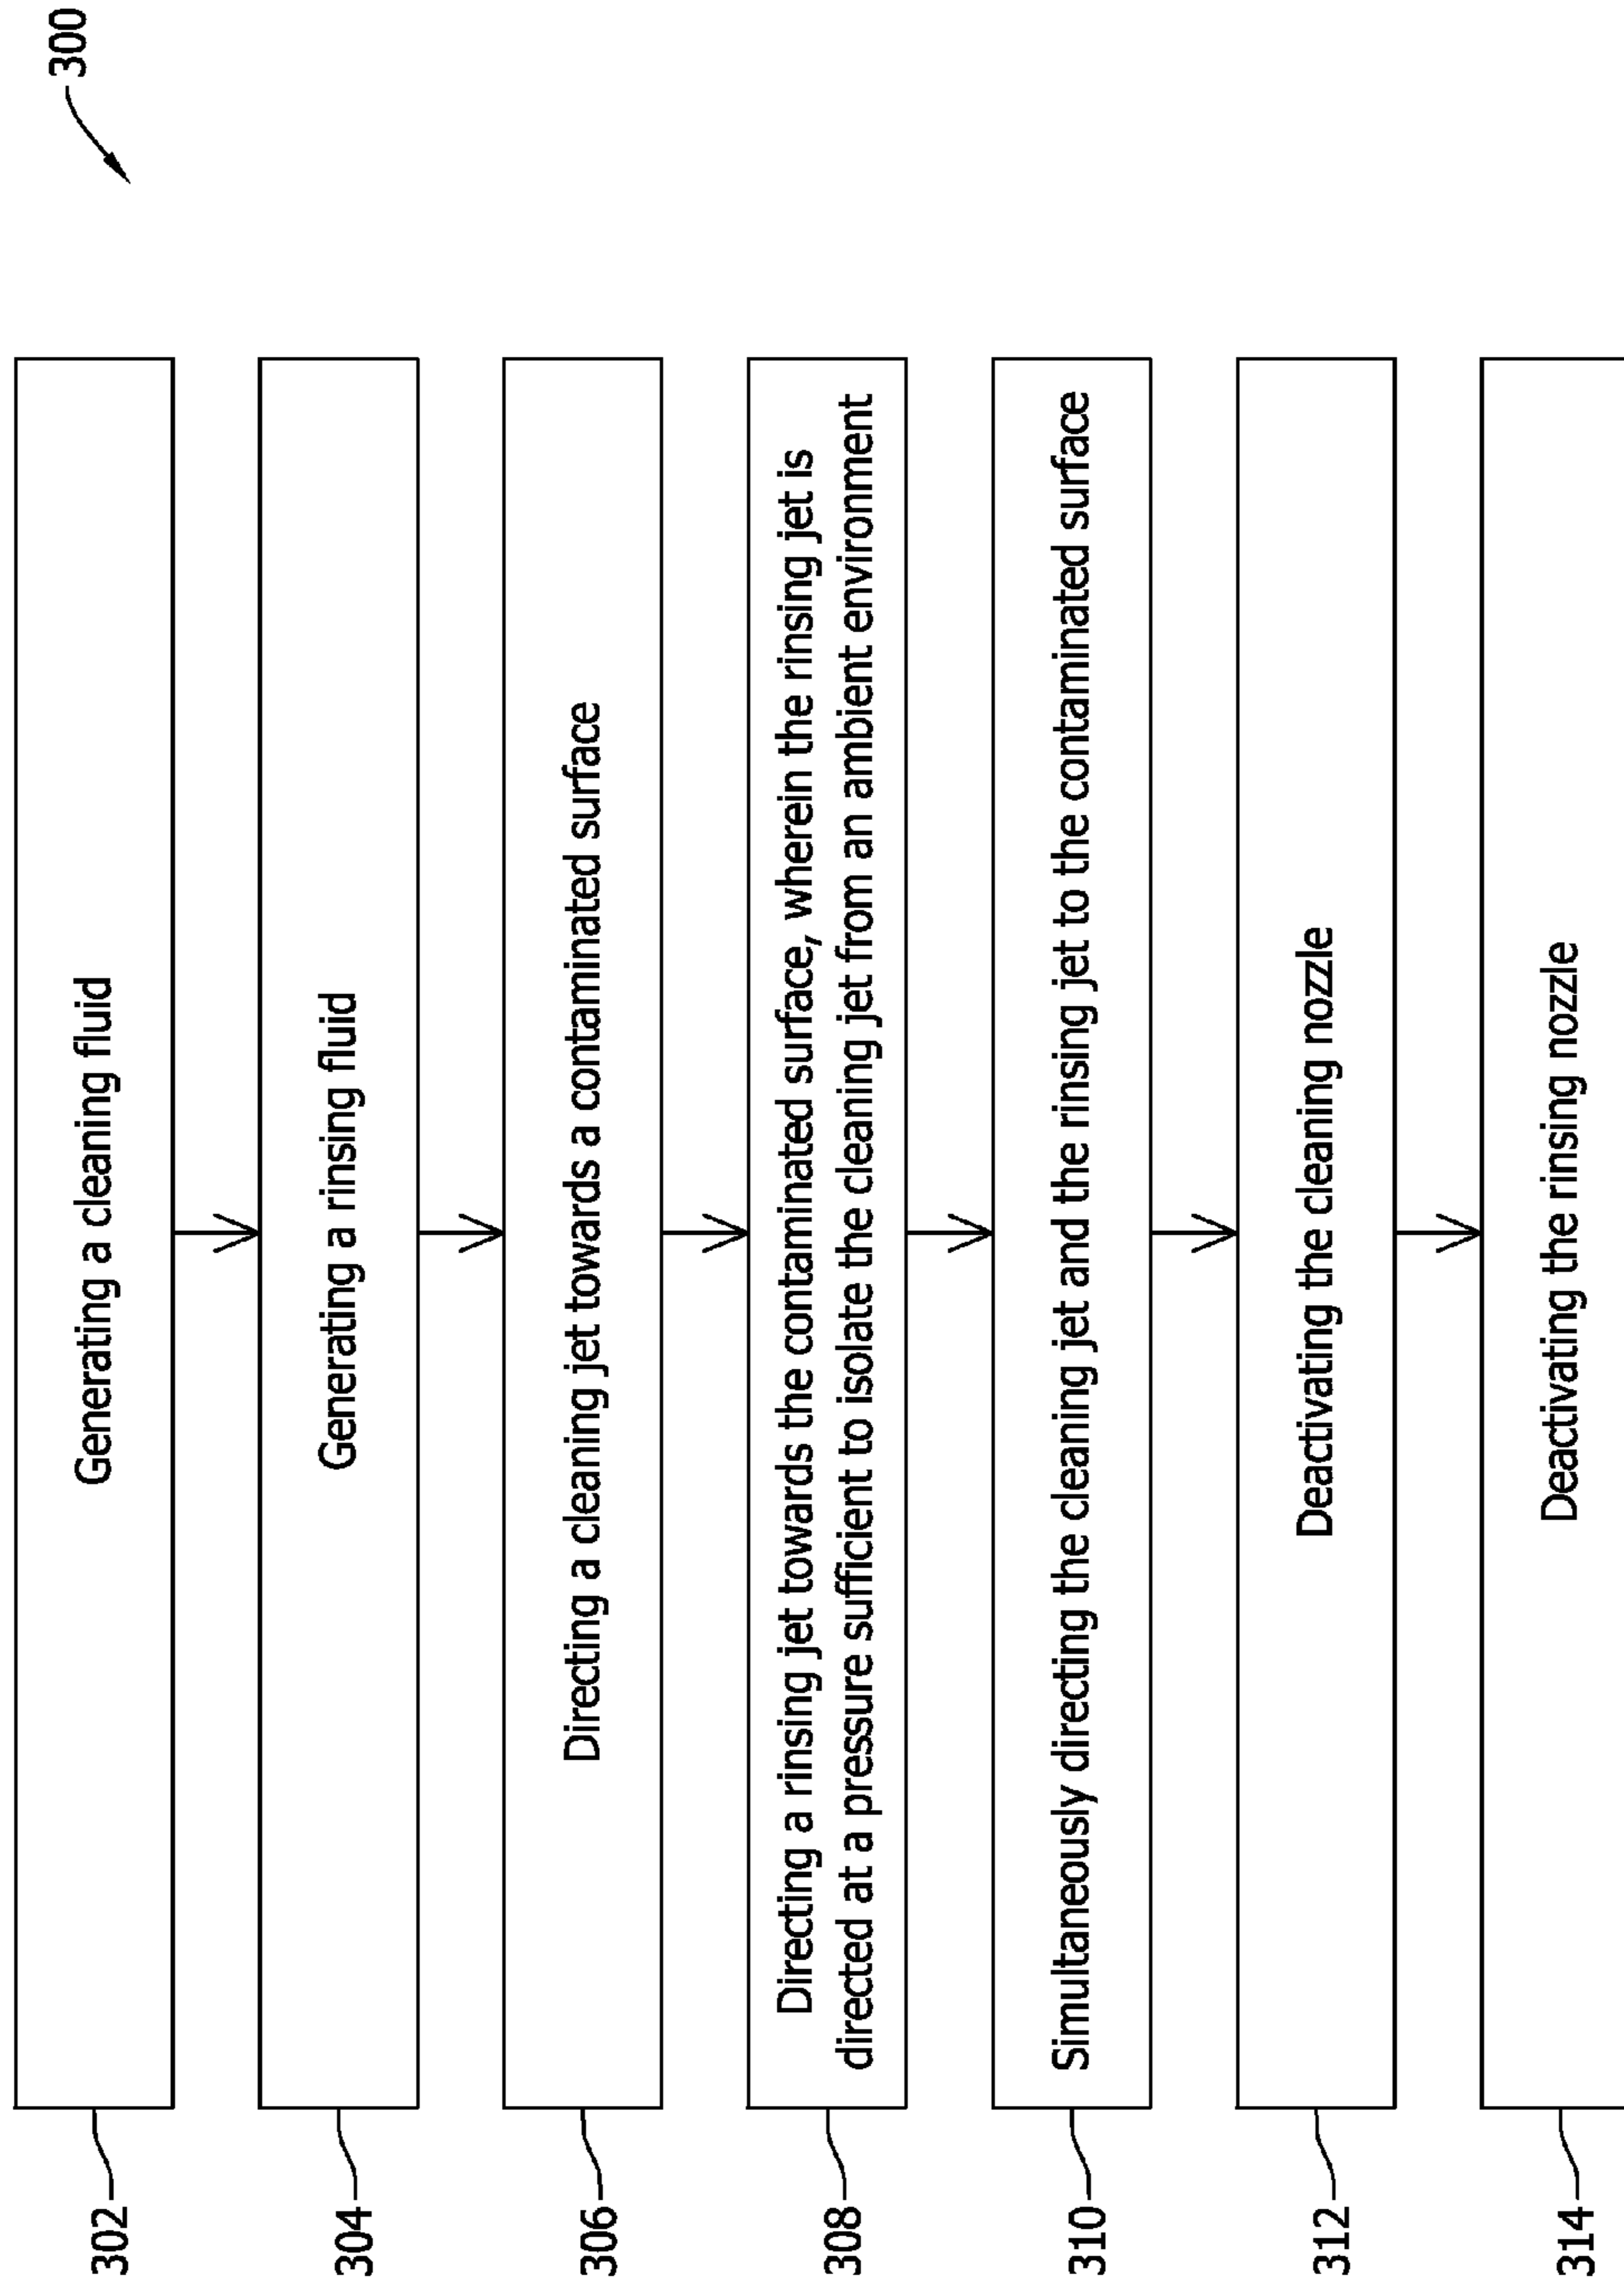 300
302
Generating a cleaning fluid
304
Generating a rinsing fluid
306
Directing a cleaning jet towards a contaminated surface
308
Directing a rinsing jet towards the contaminated surface, wherein the rinsing jet is
directed at a pressure sufficient to isolate the cleaning jet from an ambient environment
310
Simultaneously directing the cleaning jet and the rinsing jet to the contaminated surface
312
Deactivating the cleaning nozzle
314
Deactivating the rinsing nozzle